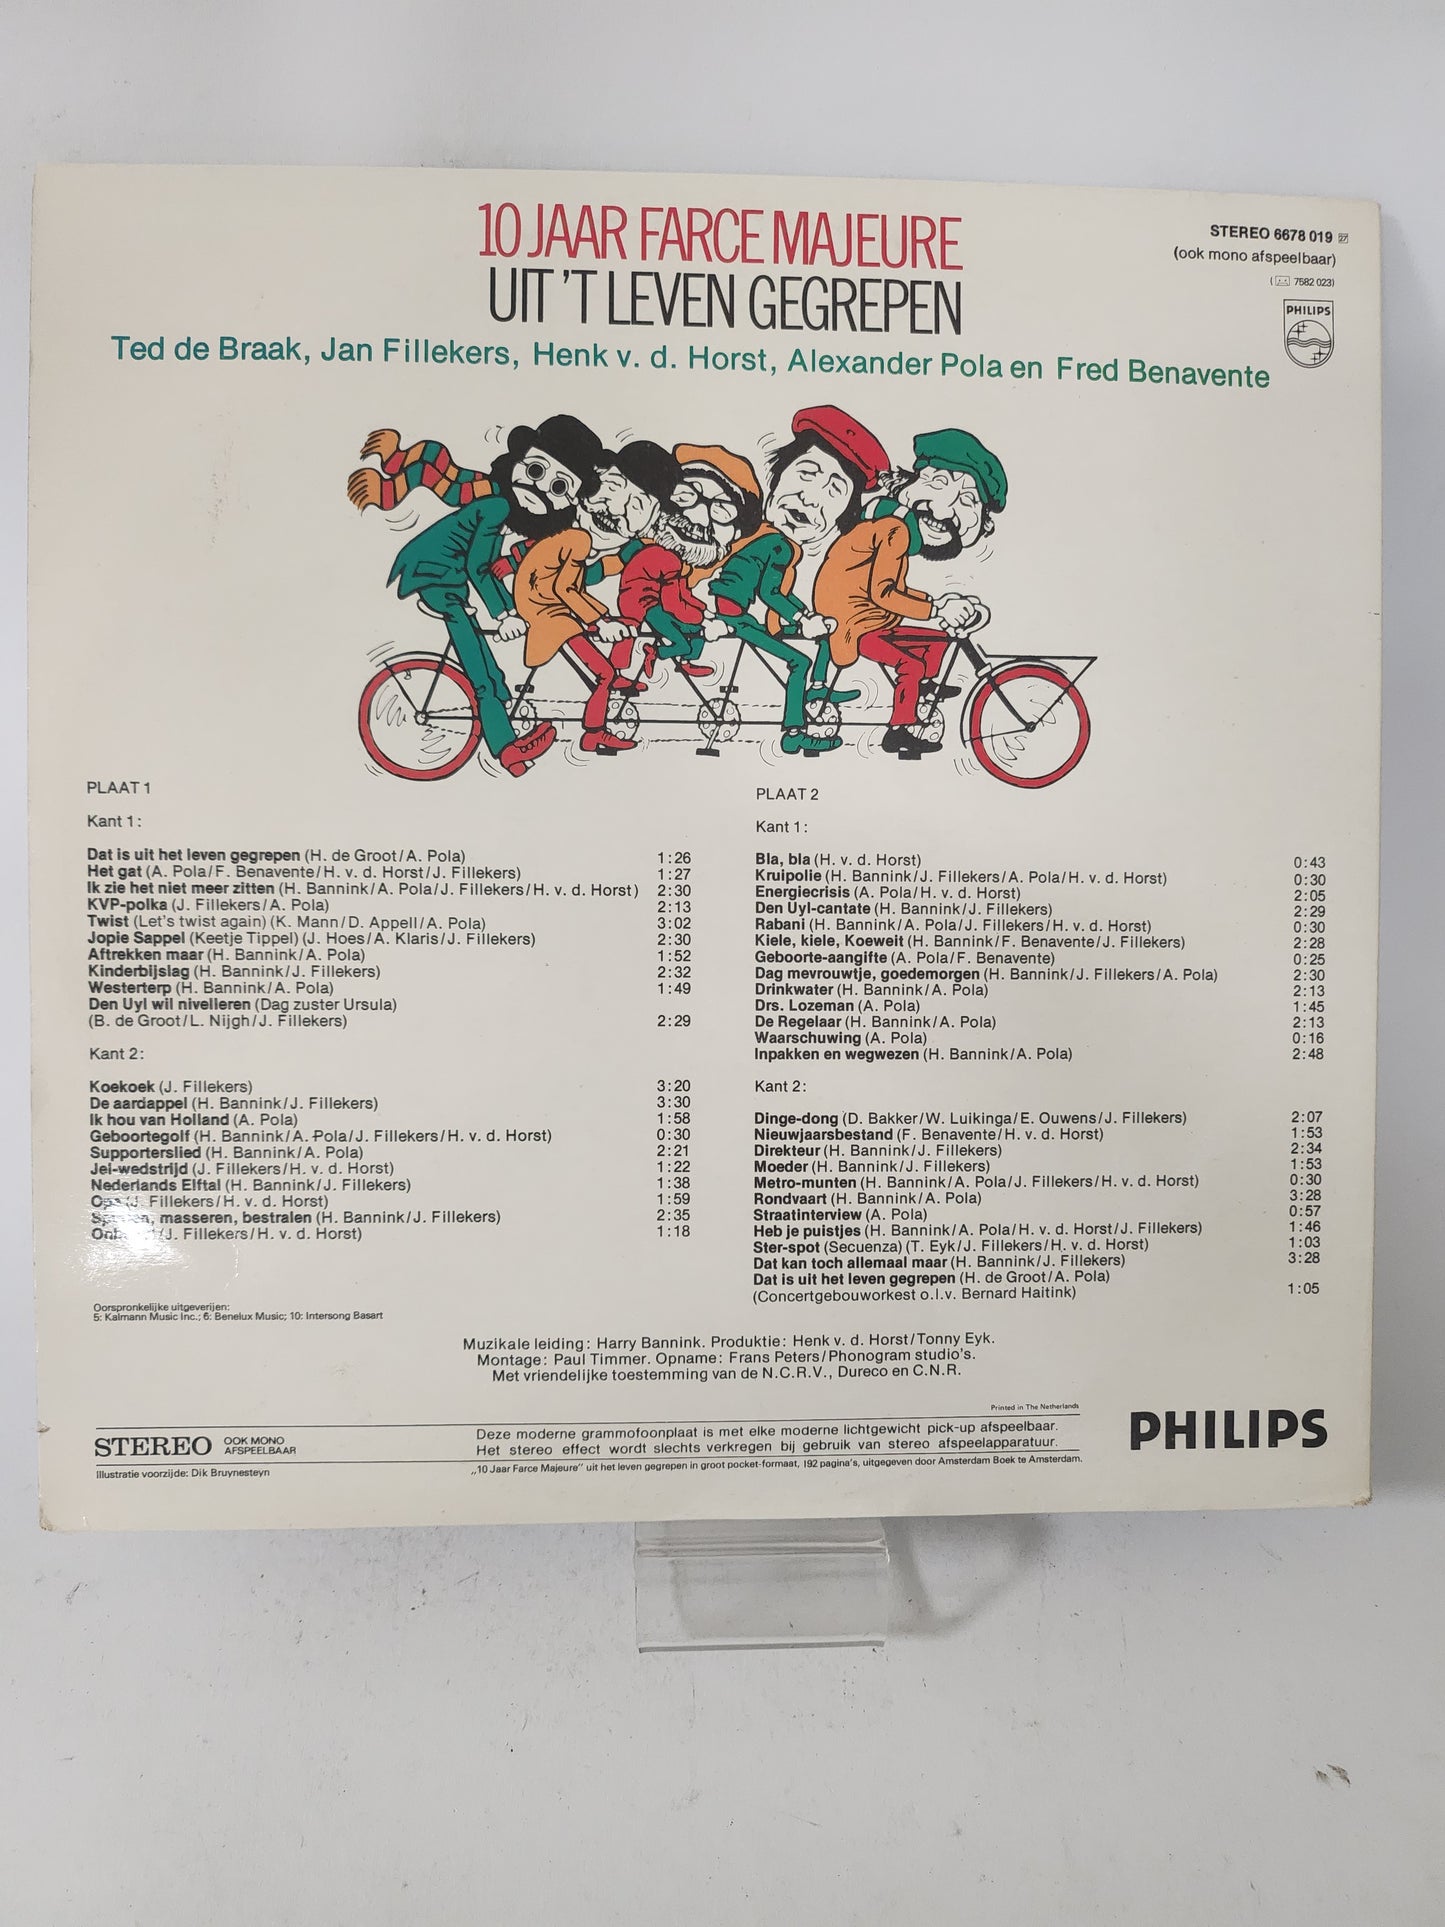 10 JAAR FARCE MAJEURE
UIT 'T LEVEN GEGREPEN
Ted de Braak, Jan Fillekers, Henk v. d. Horst, Alexander Pola en Fred Benavente
STEREO 6678 019
(ook mono afspeelbaar)
7682 023)
PHILIPS
PLAAT 1
Kant 1:
Dat is uit het leven gegrepen (H. de Groot/A. Pola) 1:26
Het gat (A. Pola/F. Benavente/H. v. d. Horst/J. Fillekers) 1:27
Ik zie het niet meer zitten (H. Bannink/A. Pola/J. Fillekers/H. v. d. Horst) 2:30
KVP-polka (J. Fillekers/A. Pola) 2:13
Twist (Let's twist again) (K. Mann/D. Appell/A. Pola) 3:02
Jopie Sappel (Keetje Tippel) (J. Hoes/A. Klaris/J. Fillekers) 2:30
Aftrekken maar (H. Bannink/A. Pola) 1:52
Kinderbijslag (H. Bannink/J. Fillekers) 2:32
Westerterp (H. Bannink/A. Pola) 1:49
Den Uyl wil nivelleren (Dag zuster Ursula)
(B. de Groot/L. Nijgh/J. Fillekers) 2:29
Kant 2:
Koekoek (J. Fillekers) 3:20
De aardappel (H. Bannink/J. Fillekers) 3:30
Ik hou van Holland (A. Pola) 1:58
Geboortegolf (H. Bannink/A. Pola/J. Fillekers/H. v. d. Horst) 0:30
Supporterslied (H. Bannink/A. Pola) 2:21
Jei-wedstrijd (J. Fillekers/H. v. d. Horst) 1:22
Nederlands Elftal (H. Bannink/J. Fillekers) 1:38
(J. Fillekers/H. v. d. Horst) 1:59
masseren, bestralen (H. Bannink/J. Fillekers) 2:35
(J. Fillekers/H. v. d. Horst) 1:18
Oorspronkelijke uitgeverijen:
5: Kalmann Music Inc.; 6: Benelux Music; 10: Intersong Basart
PLAAT 2
Kant 1:
Bla, bla (H. v. d. Horst) 0:43
Kruipolie (H. Bannink/J. Fillekers/A. Pola/H. v. d. Horst) 0:30
Energiecrisis (A. Pola/H. v. d. Horst) 2:05
Den Uyl-cantate (H. Bannink/J. Fillekers) 2:29
Rabani (H. Bannink/A. Pola/J. Fillekers/H. v. d. Horst) 0:30
Kiele, kiele, Koeweit (H. Bannink/F. Benavente/J. Fillekers) 2:28
Geboorte-aangifte (A. Pola/F. Benavente) 0:25
Dag mevrouwtje, goedemorgen (H. Bannink/J. Fillekers/A. Pola) 2:30
Drinkwater (H. Bannink/A. Pola) 2:13
Drs. Lozeman (A. Pola) 1:45
De Regelaar (H. Bannink/A. Pola) 2:13
Waarschuwing (A. Pola) 0:16
Inpakken en wegwezen (H. Bannink/A. Pola) 2:48
Kant 2:
Dinge-dong (D. Bakker/W. Luikinga/E. Ouwens/J. Fillekers) 2:07
Nieuwjaarsbestand (F. Benavente/H. v. d. Horst) 1:53
Direkteur (H. Bannink/J. Fillekers) 2:34
Moeder (H. Bannink/J. Fillekers) 1:53
Metro-munten (H. Bannink/A. Pola/J. Fillekers/H. v. d. Horst) 0:30
Rondvaart (H. Bannink/A. Pola) 3:28
Straatinterview (A. Pola) 0:57
Heb je puistjes (H. Bannink/A. Pola/H. v. d. Horst/J. Fillekers) 1:46
Ster-spot (Secuenza) (T. Eyk/J. Fillekers/H. v. d. Horst) 1:03
Dat kan toch allemaal maar (H. Bannink/J. Fillekers) 3:28
Dat is uit het leven gegrepen (H. de Groot/A. Pola)
(Concertgebouworkest o.l.v. Bernard Haitink) 1:05
Muzikale leiding: Harry Bannink. Produktie: Henk v. d. Horst/Tonny Eyk.
Montage: Paul Timmer. Opname: Frans Peters/Phonogram studio's.
Met vriendelijke toestemming van de N.C.R.V., Dureco en C.N.R.
Printed in The Netherlands
STEREO OOK MONO
AFSPEELBAAR
Deze moderne grammofoonplaat is met elke moderne lichtgewicht pick-up afspeelbaar.
Het stereo effect wordt slechts verkregen bij gebruik van stereo afspeelapparatuur.
PHILIPS
Illustratie voorzijde: Dik Bruynesteyn
„10 Jaar Farce Majeure" uit het leven gegrepen in groot pocket-formaat, 192 pagina's, uitgegeven door Amsterdam Boek te Amsterdam.